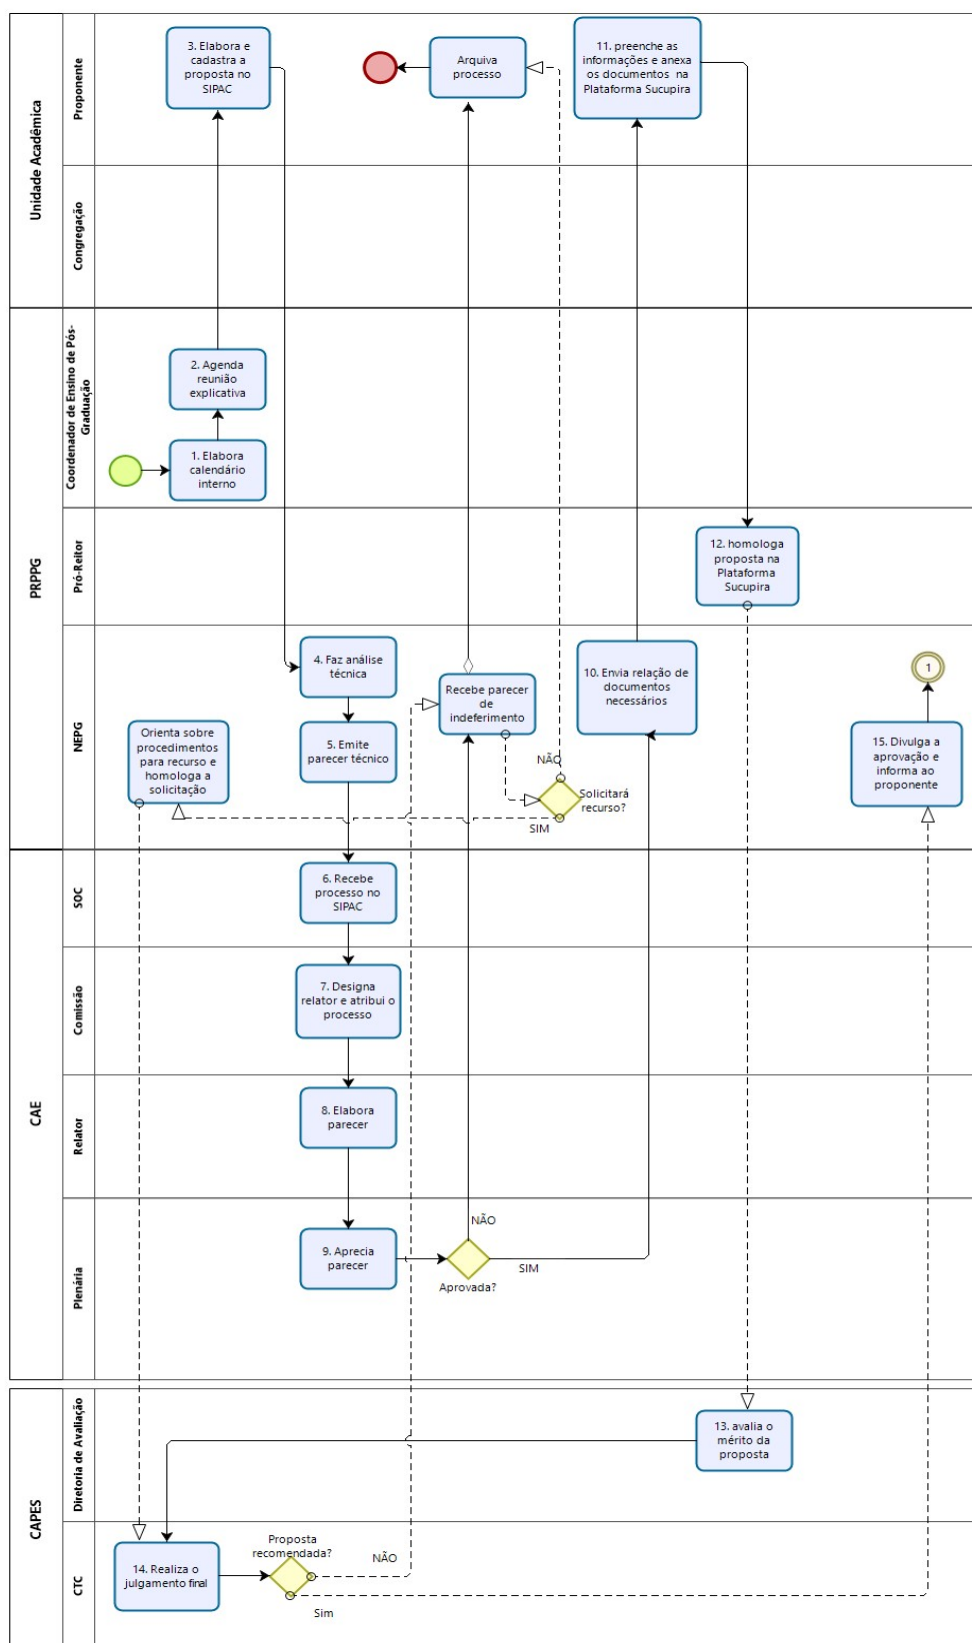 Unidade Acadêmica
Proponente
3. Elabora e
cadastra a
proposta no
SIPAC
Arquiva
processo
11. preenche as
informações e anexa
os documentos na
Plataforma Sucupira
Congregação
PRPPG
Coordenador de Ensino de Pós-
Graduação
2. Agenda
reunião
explicativa
1. Elabora
calendário
interno
Pró-Reitor
12. homologa
proposta na
Plataforma
Sucupira
NEPG
4. Faz análise
técnica
Recebe parecer
de
indeferimento
10. Envia relação de
documentos
necessários
1
Orienta sobre
procedimentos
para recurso e
homologa a
solicitação
5. Emite
parecer técnico
NÃO
Solicitará
recurso?
SIM
15. Divulga a
aprovação e
informa ao
proponente
CAE
SOC
6. Recebe
processo no
SIPAC
Comissão
7. Designa
relator e atribui o
processo
Relator
8. Elabora
parecer
Plenária
9. Aprecia
parecer
NÃO
SIM
Aprovada?
CAPES
Diretoria de Avaliação
13. avalia o
mérito da
proposta
CTC
14. Realiza o
julgamento final
Proposta
recomendada?
NÃO
Sim